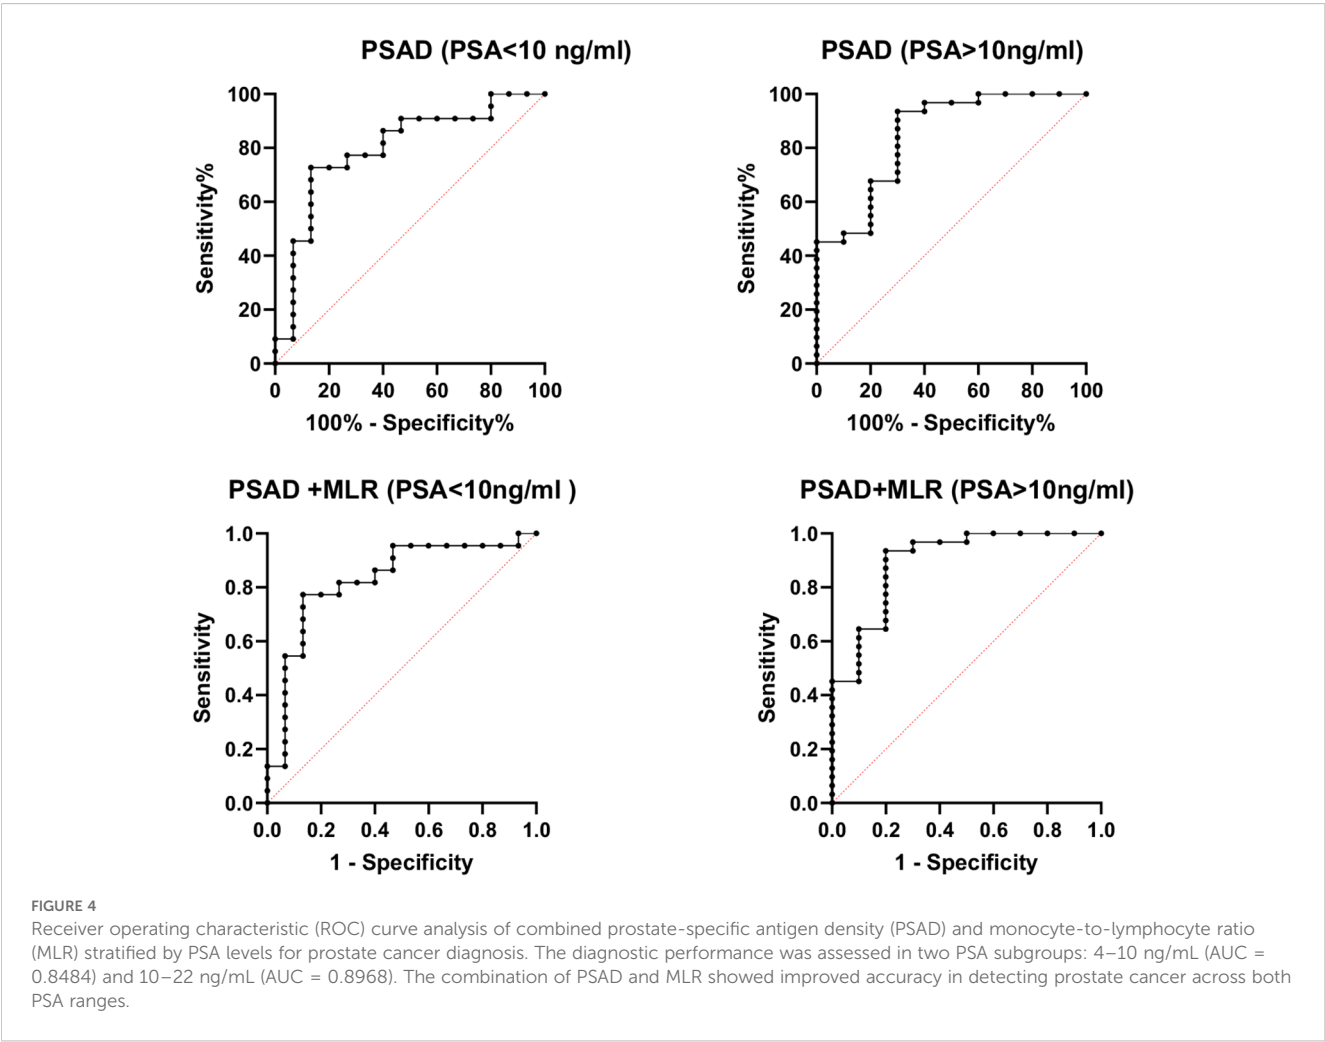 PSAD (PSA<10 ng/ml)
100
80
60
40
20
0
Sensitivity%
0 20 40 60 80 100
100% - Specificity%
PSAD (PSA>10ng/ml)
100
80
60
40
20
0
Sensitivity%
0 20 40 60 80 100
100% - Specificity%
PSAD +MLR (PSA<10ng/ml )
1.0
0.8
0.6
0.4
0.2
0.0
Sensitivity
0.0 0.2 0.4 0.6 0.8 1.0
1 - Specificity
PSAD+MLR (PSA>10ng/ml)
1.0
0.8
0.6
0.4
0.2
0.0
Sensitivity
0.0 0.2 0.4 0.6 0.8 1.0
1 - Specificity
FIGURE 4
Receiver operating characteristic (ROC) curve analysis of combined prostate-specific antigen density (PSAD) and monocyte-to-lymphocyte ratio
(MLR) stratified by PSA levels for prostate cancer diagnosis. The diagnostic performance was assessed in two PSA subgroups: 4–10 ng/mL (AUC =
0.8484) and 10–22 ng/mL (AUC = 0.8968). The combination of PSAD and MLR showed improved accuracy in detecting prostate cancer across both
PSA ranges.